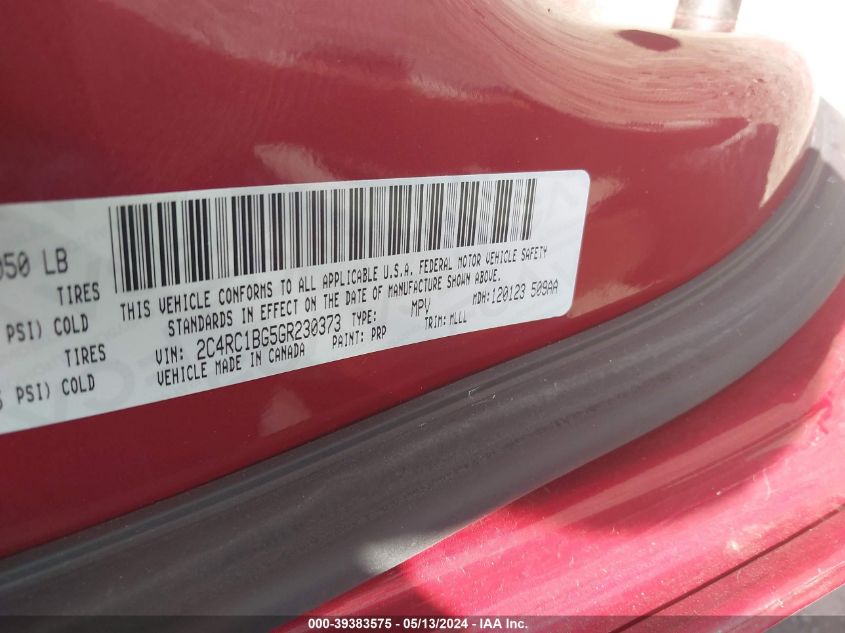 050 LB
TIRES
PSI) COLD
TIRES
PSI) COLD
THIS VEHICLE CONFORMS TO ALL APPLICABLE U.S.A. FEDERAL MOTOR VEHICLE SAFETY
STANDARDS IN EFFECT ON THE DATE OF MANUFACTURE SHOWN ABOVE.
VIN: 2C4RC1BG5GR230373 TYPE: MPV MDH: 120123 509AA
VEHICLE MADE IN CANADA PAINT: PRP TRIM: MLLL
000-39383575 - 05/13/2024 - IAA Inc.